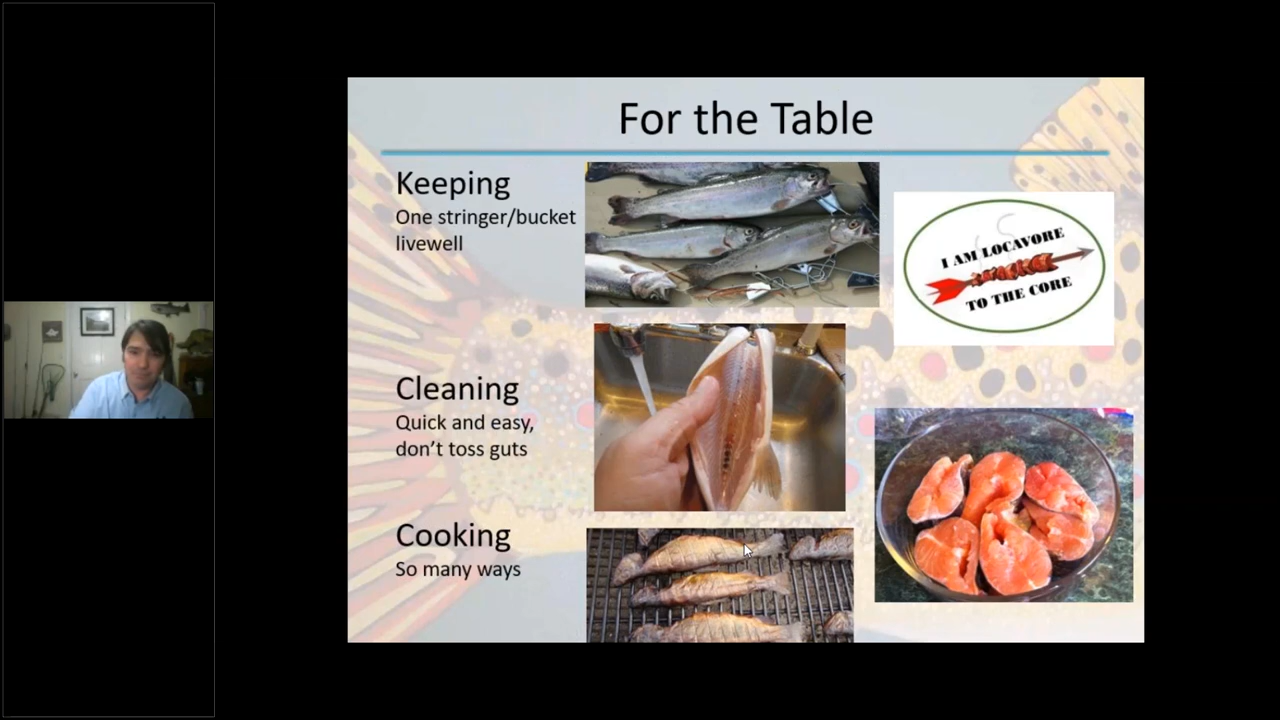 For the Table
Keeping
One stringer/bucket
livewell
I AM LOCAVORE
TO THE CORE
Cleaning
Quick and easy,
don't toss guts
Cooking
So many ways